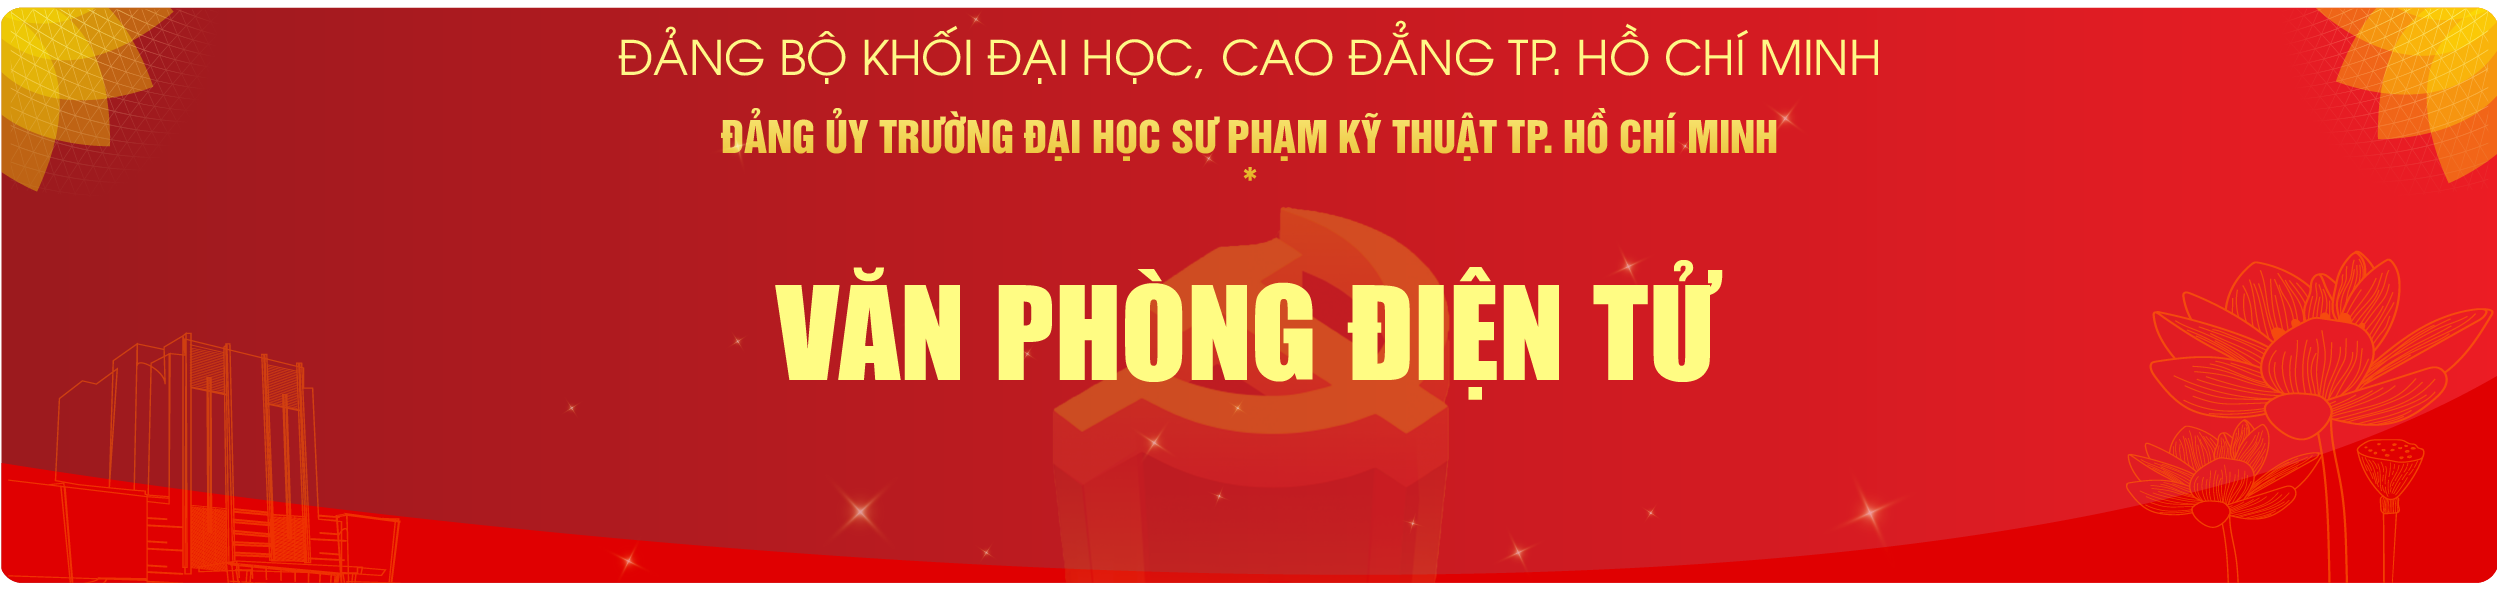 ĐẢNG BỘ KHỐI ĐẠI HỌC, CAO ĐẲNG TP. HỒ CHÍ MINH
ĐẢNG ỦY TRƯỜNG ĐẠI HỌC SƯ PHẠM KỸ THUẬT TP. HỒ CHÍ MINH
*
VĂN PHÒNG ĐIỆN TỬ